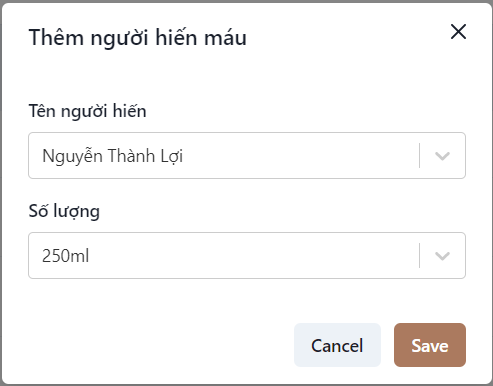 Thêm người hiến máu
Tên người hiến
Nguyễn Thành Lợi
Số lượng
250ml
Cancel
Save